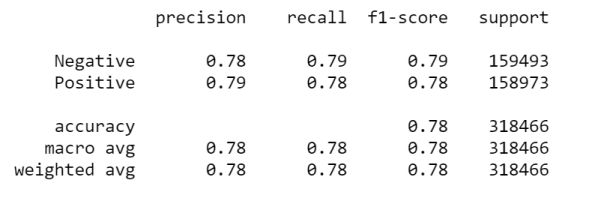 precision recall f1-score support
Negative 0.78 0.79 0.79 159493
Positive 0.79 0.78 0.78 158973
accuracy 0.78 318466
macro avg 0.78 0.78 0.78 318466
weighted avg 0.78 0.78 0.78 318466